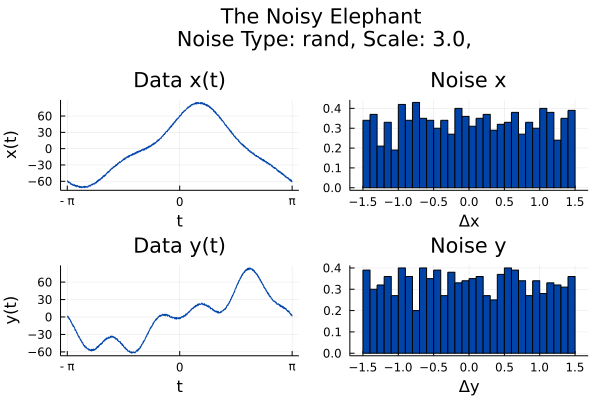 The Noisy Elephant
Noise Type: rand, Scale: 3.0,
Data x(t)
x(t)
60
30
0
−30
−60
- π
0
π
t
Noise x
0.4
0.3
0.2
0.1
0.0
−1.5
−1.0
−0.5
0.0
0.5
1.0
1.5
Δx
Data y(t)
y(t)
60
30
0
−30
−60
- π
0
π
t
Noise y
0.4
0.3
0.2
0.1
0.0
−1.5
−1.0
−0.5
0.0
0.5
1.0
1.5
Δy